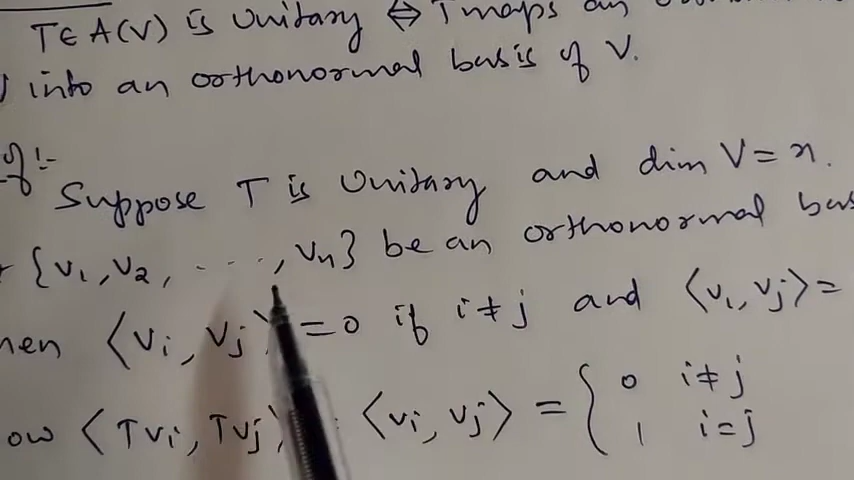 T ∈ A(V) is Unitary ⇔ T maps an
into an orthonormal basis of V.
Suppose T is Unitary and dim V = n.
{v₁, v₂, ..., vₙ} be an orthonormal
⟨vᵢ, vⱼ⟩ = 0 if i ≠ j and ⟨vᵢ, vⱼ⟩ =
⟨Tvᵢ, Tvⱼ⟩ ⟨vᵢ, vⱼ⟩ = { 0 i ≠ j
1 i = j